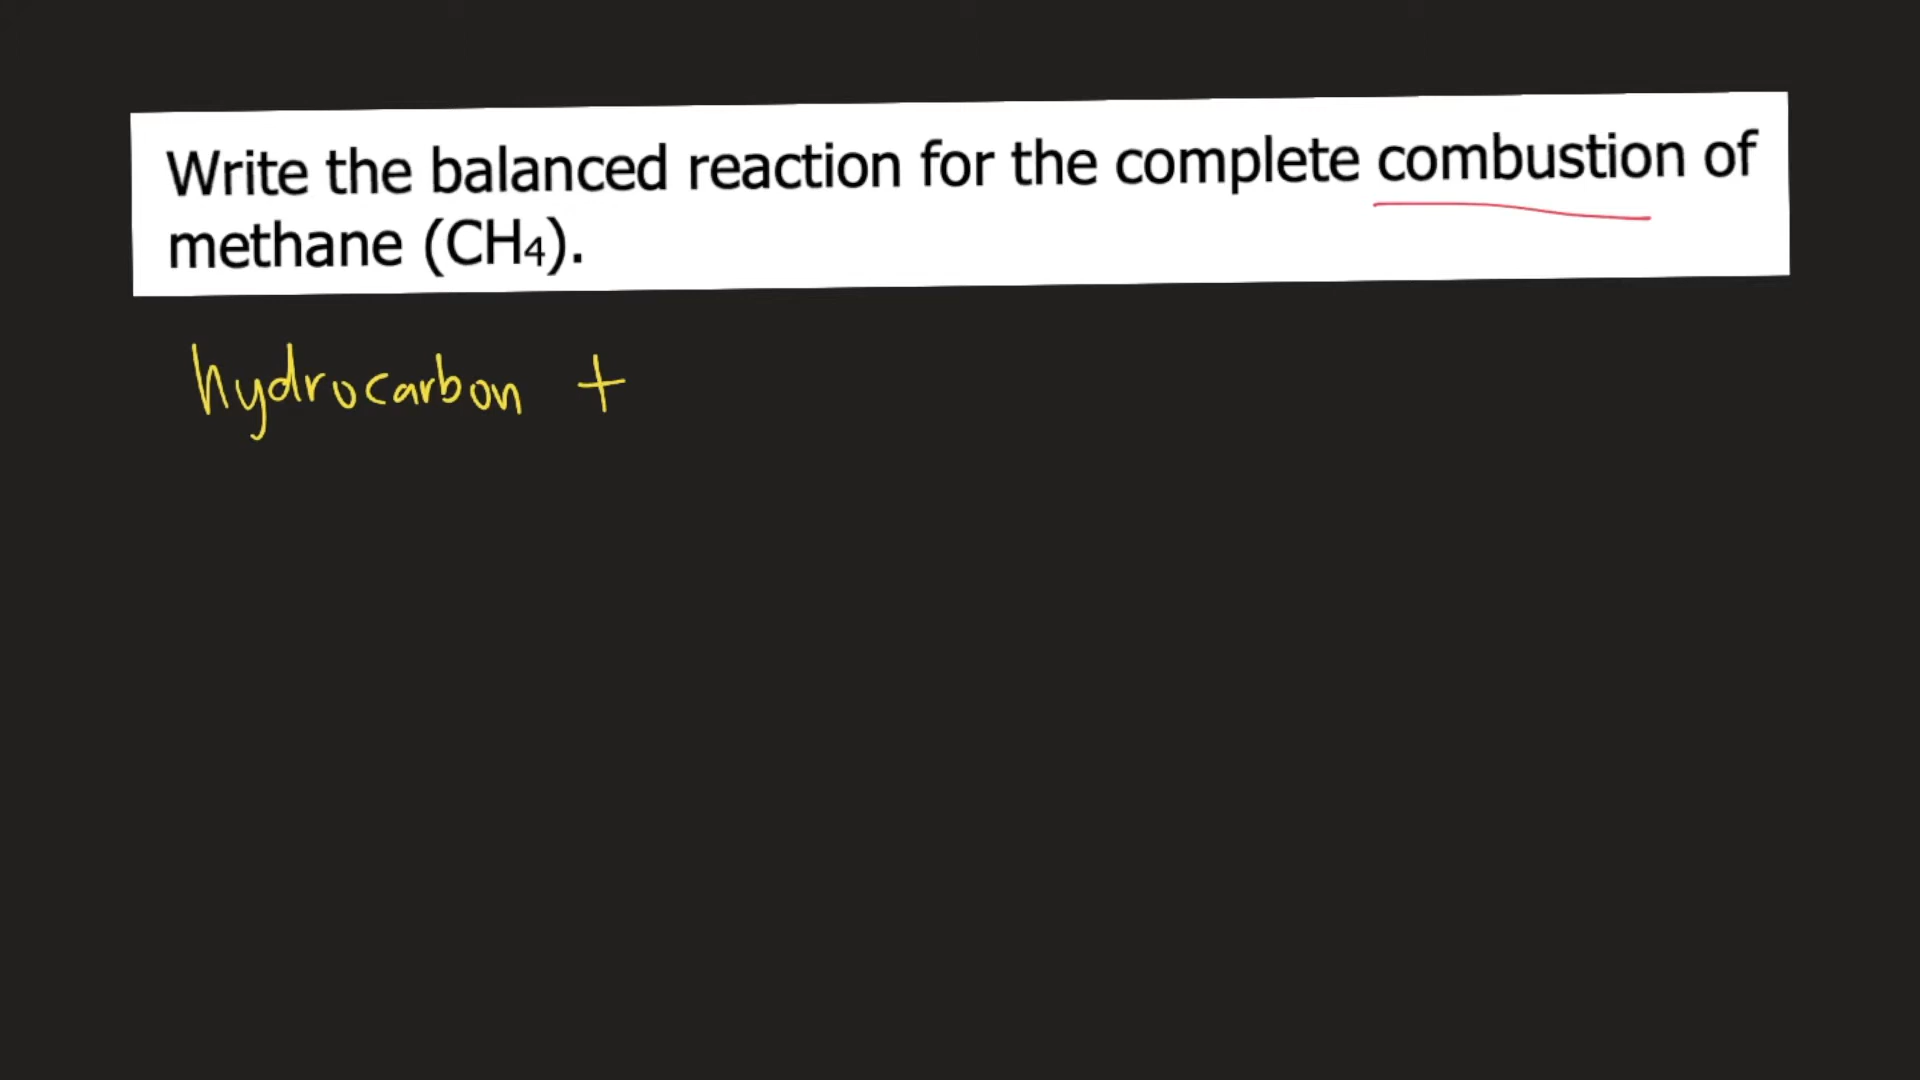 Write the balanced reaction for the complete combustion of
methane (CH₄).
hydrocarbon +